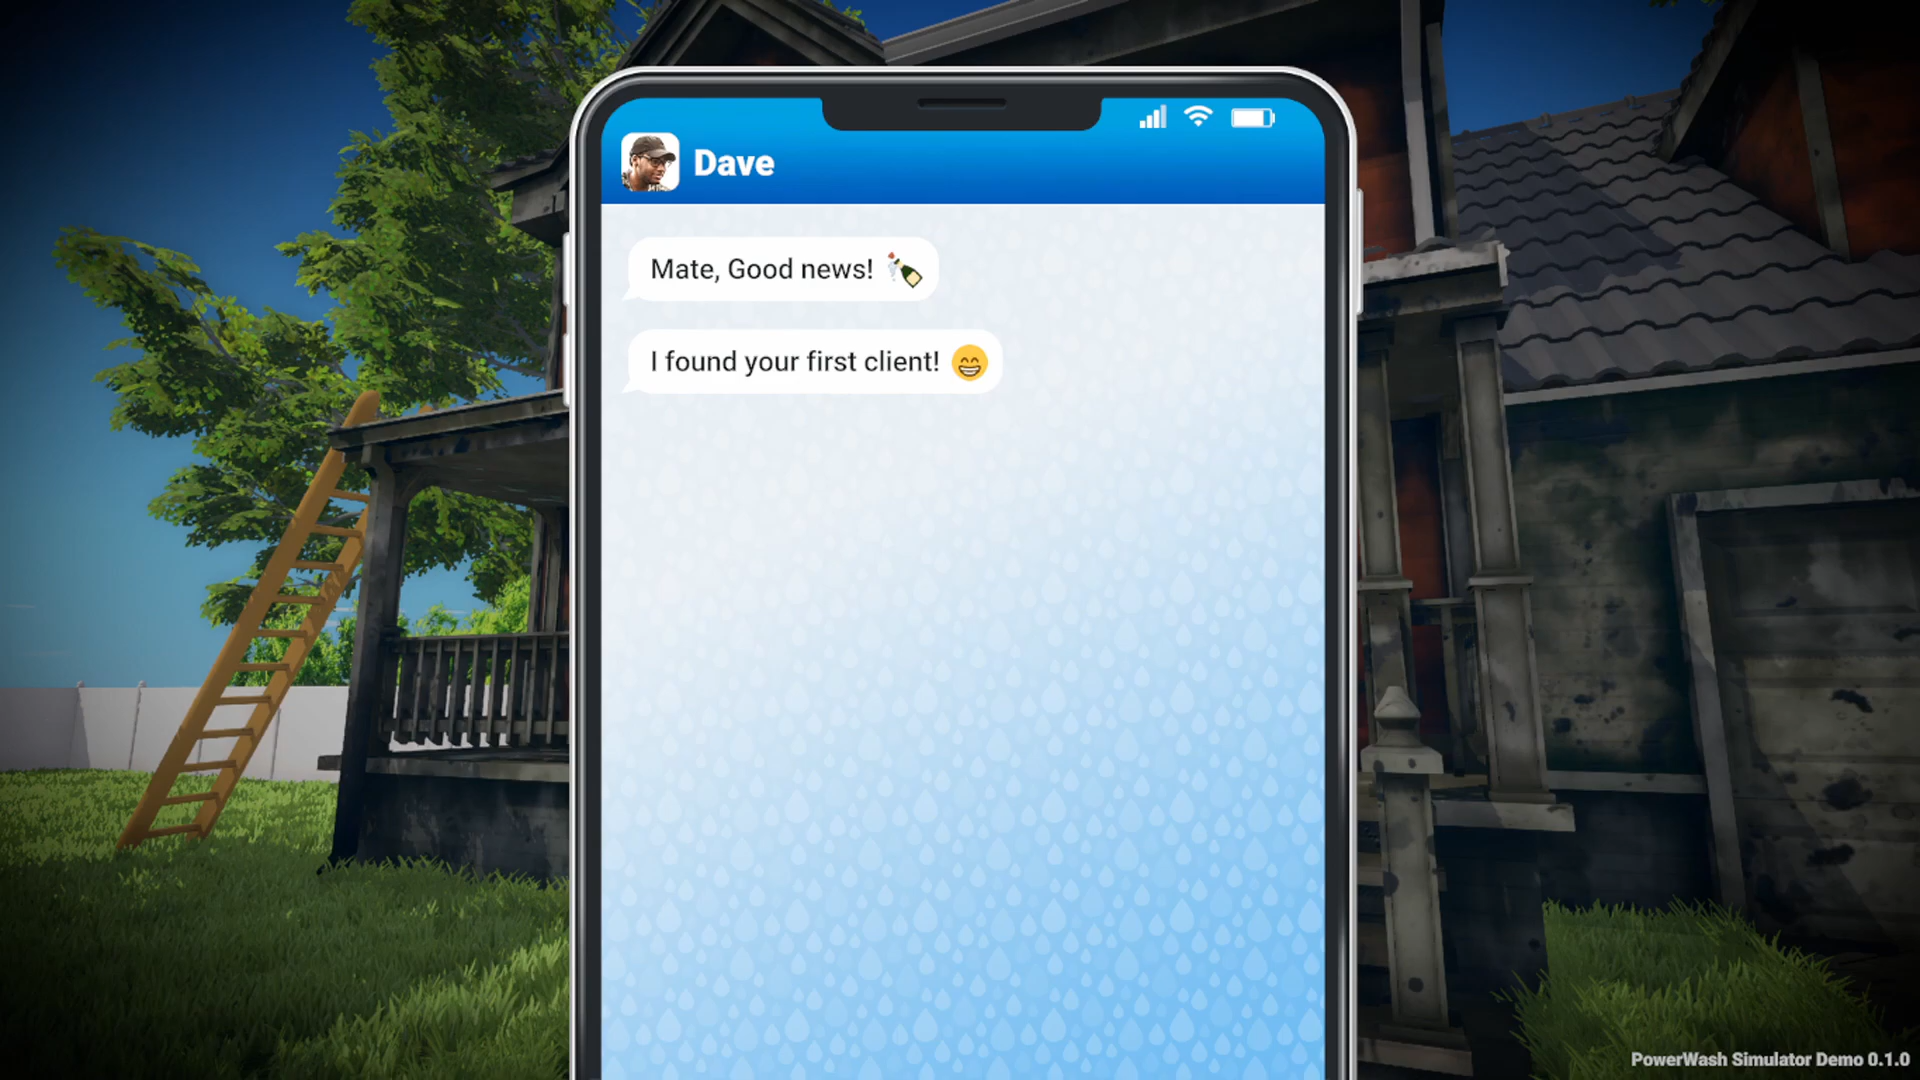 Dave
Mate, Good news! 🍾
I found your first client! 😄
PowerWash Simulator Demo 0.1.0